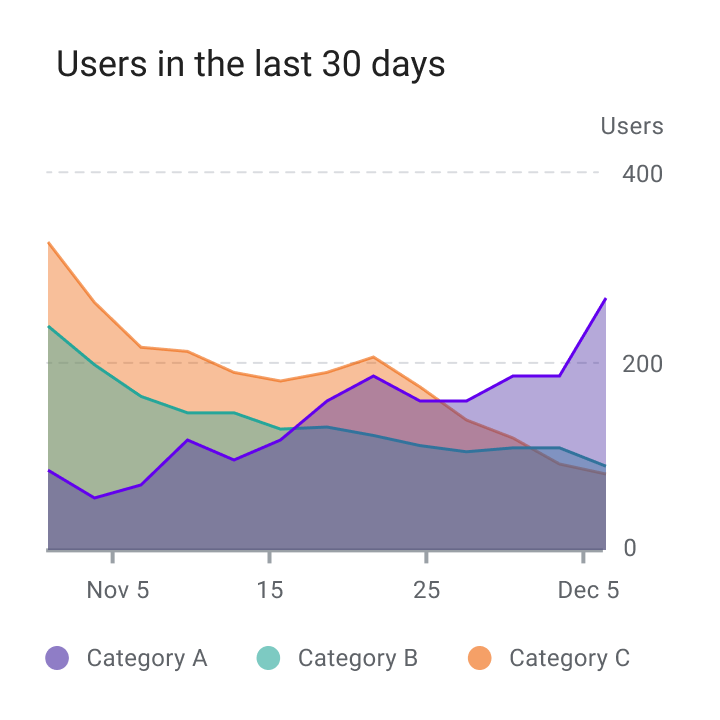 Users in the last 30 days
Users
400
200
0
Nov 5 15 25 Dec 5
Category A Category B Category C